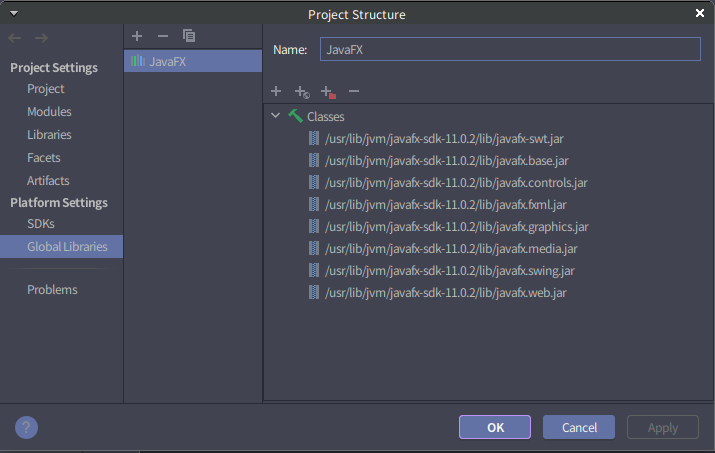 Project Structure
Project Settings
Project
Modules
Libraries
Facets
Artifacts
Platform Settings
SDKs
Global Libraries
Problems
JavaFX
Name: JavaFX
Classes
/usr/lib/jvm/javafx-sdk-11.0.2/lib/javafx-swt.jar
/usr/lib/jvm/javafx-sdk-11.0.2/lib/javafx.base.jar
/usr/lib/jvm/javafx-sdk-11.0.2/lib/javafx.controls.jar
/usr/lib/jvm/javafx-sdk-11.0.2/lib/javafx.fxml.jar
/usr/lib/jvm/javafx-sdk-11.0.2/lib/javafx.graphics.jar
/usr/lib/jvm/javafx-sdk-11.0.2/lib/javafx.media.jar
/usr/lib/jvm/javafx-sdk-11.0.2/lib/javafx.swing.jar
/usr/lib/jvm/javafx-sdk-11.0.2/lib/javafx.web.jar
?
OK
Cancel
Apply